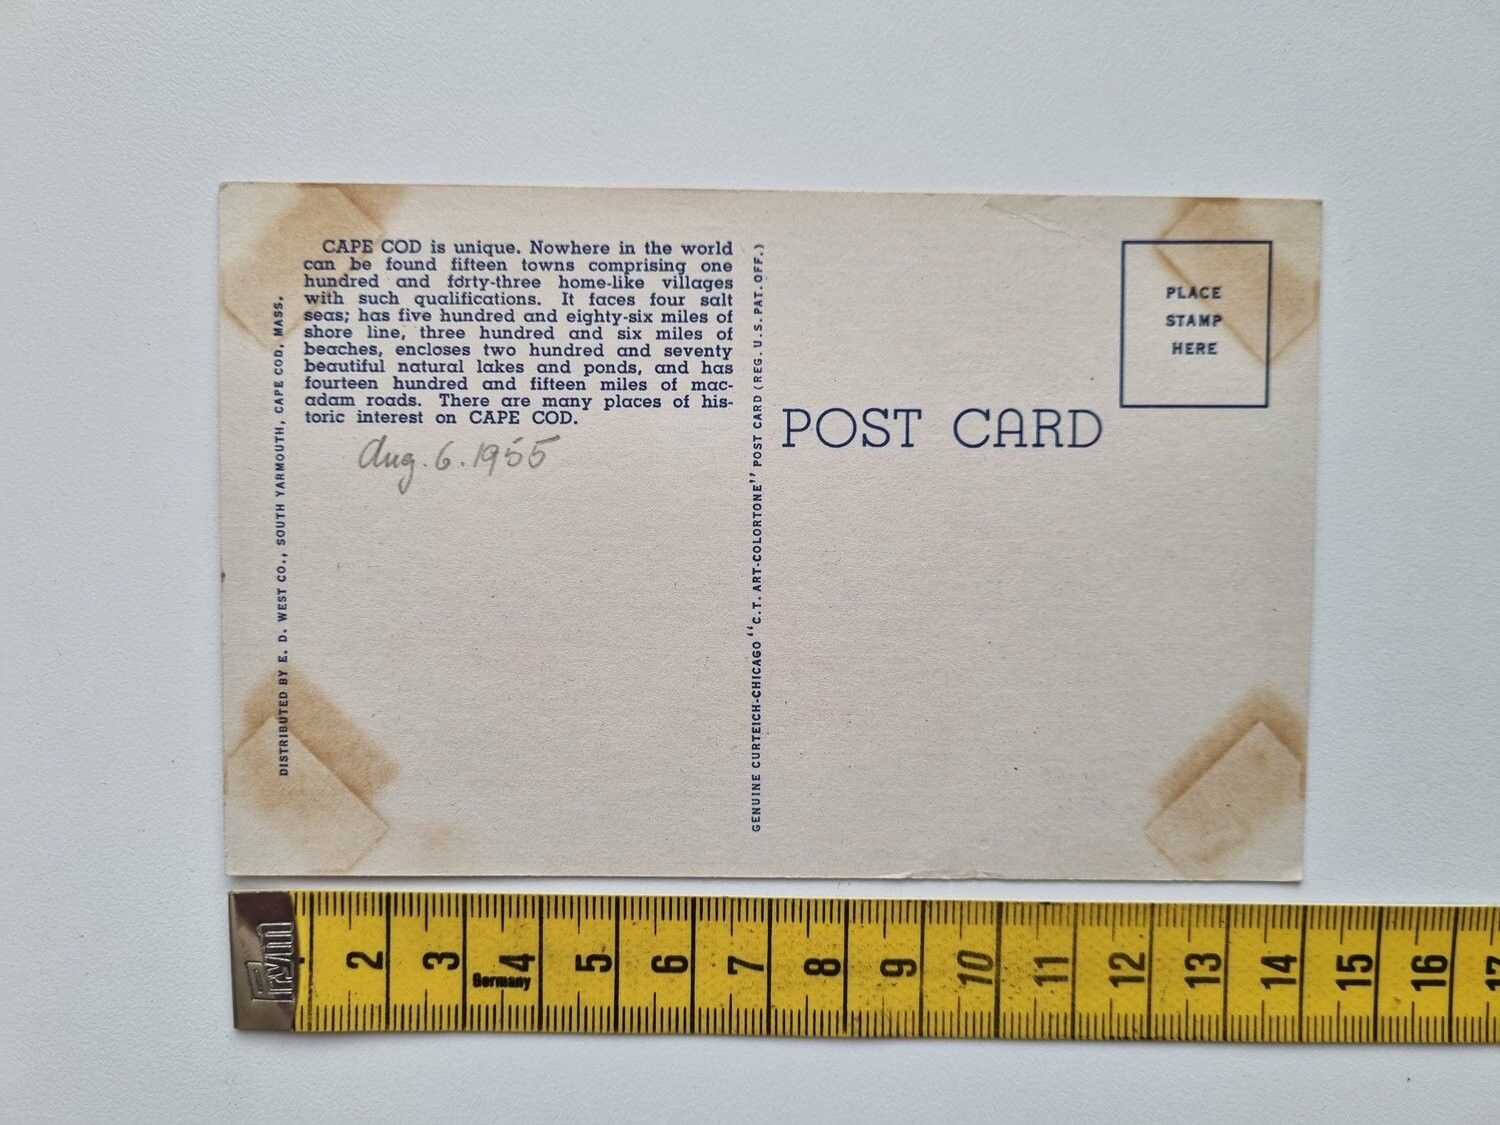 CAPE COD is unique. Nowhere in the world
can be found fifteen towns comprising one
hundred and forty-three home-like villages
with such qualifications. It faces four salt
seas; has five hundred and eighty-six miles of
shore line, three hundred and six miles of
beaches, encloses two hundred and seventy
beautiful natural lakes and ponds, and has
fourteen hundred and fifteen miles of mac-
adam roads. There are many places of his-
toric interest on CAPE COD.
Aug. 6. 1955
DISTRIBUTED BY E. D. WEST CO., SOUTH YARMOUTH, CAPE COD, MASS.
GENUINE CURTEICH-CHICAGO "C.T. ART-COLORTONE" POST CARD (REG. U.S. PAT. OFF.)
POST CARD
PLACE
STAMP
HERE
Prym
2 3 4 5 6 7 8 9 10 11 12 13 14 15 16 17
Germany